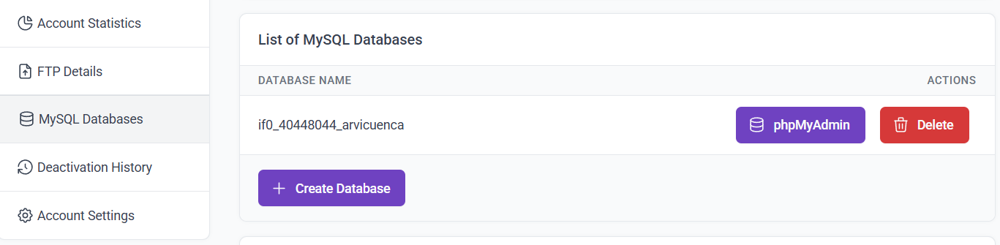 Account Statistics
FTP Details
MySQL Databases
Deactivation History
Account Settings
List of MySQL Databases
DATABASE NAME ACTIONS
if0_40448044_arvicuenca phpMyAdmin Delete
Create Database